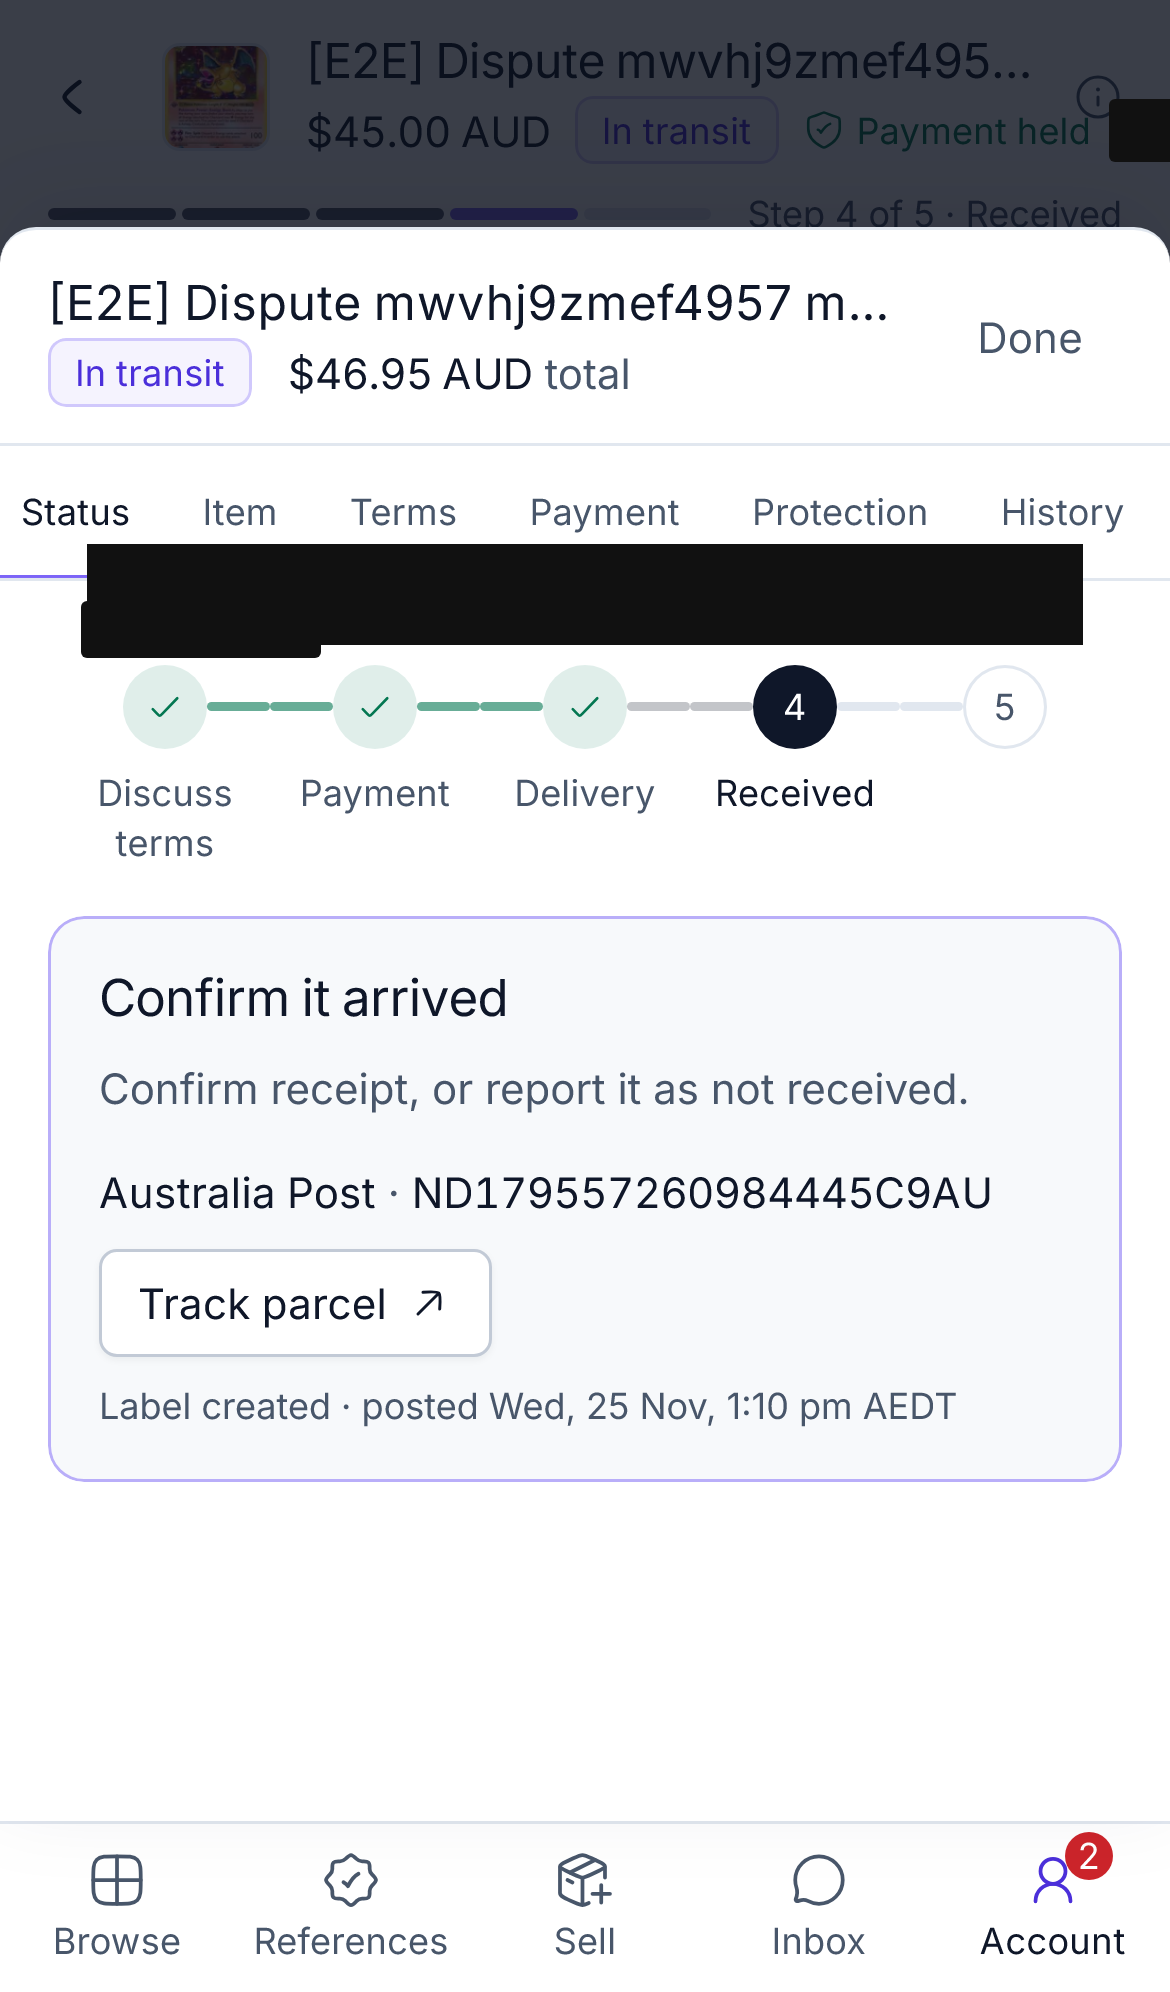 [E2E] Dispute mwvhj9zmef495...
$45.00 AUD In transit Payment held
Step 4 of 5 · Received
[E2E] Dispute mwvhj9zmef4957 m...
In transit $46.95 AUD total
Done
Status Item Terms Payment Protection History
4 5
Discuss terms
Payment
Delivery
Received
Confirm it arrived
Confirm receipt, or report it as not received.
Australia Post · ND179557260984445C9AU
Track parcel
Label created · posted Wed, 25 Nov, 1:10 pm AEDT
2
Browse References Sell Inbox Account